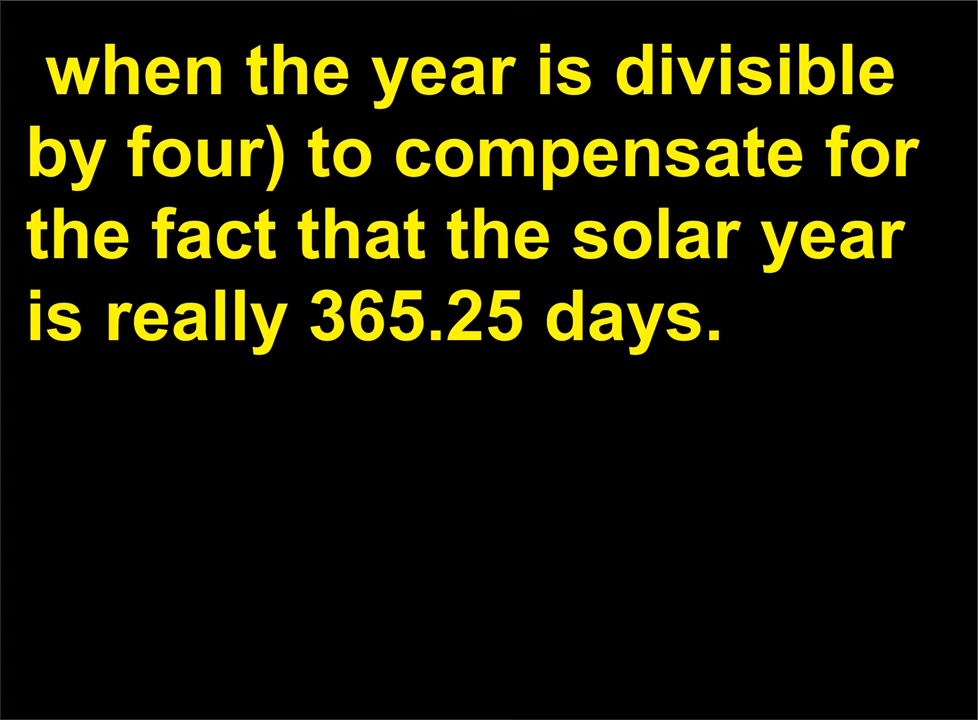 when the year is divisible
by four) to compensate for
the fact that the solar year
is really 365.25 days.